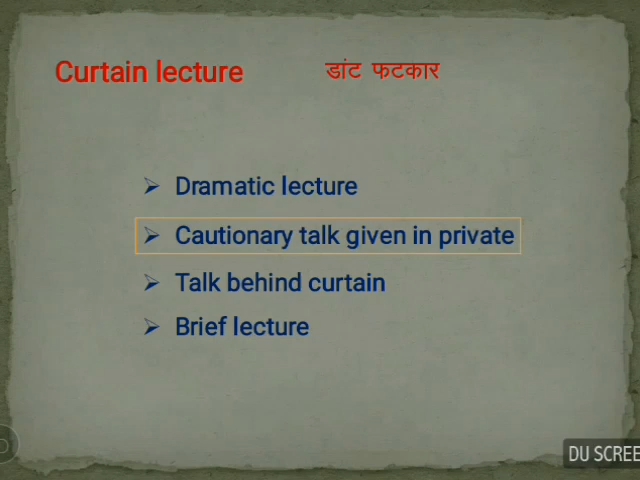 Curtain lecture डांट फटकार
Dramatic lecture
Cautionary talk given in private
Talk behind curtain
Brief lecture
DU SCREE